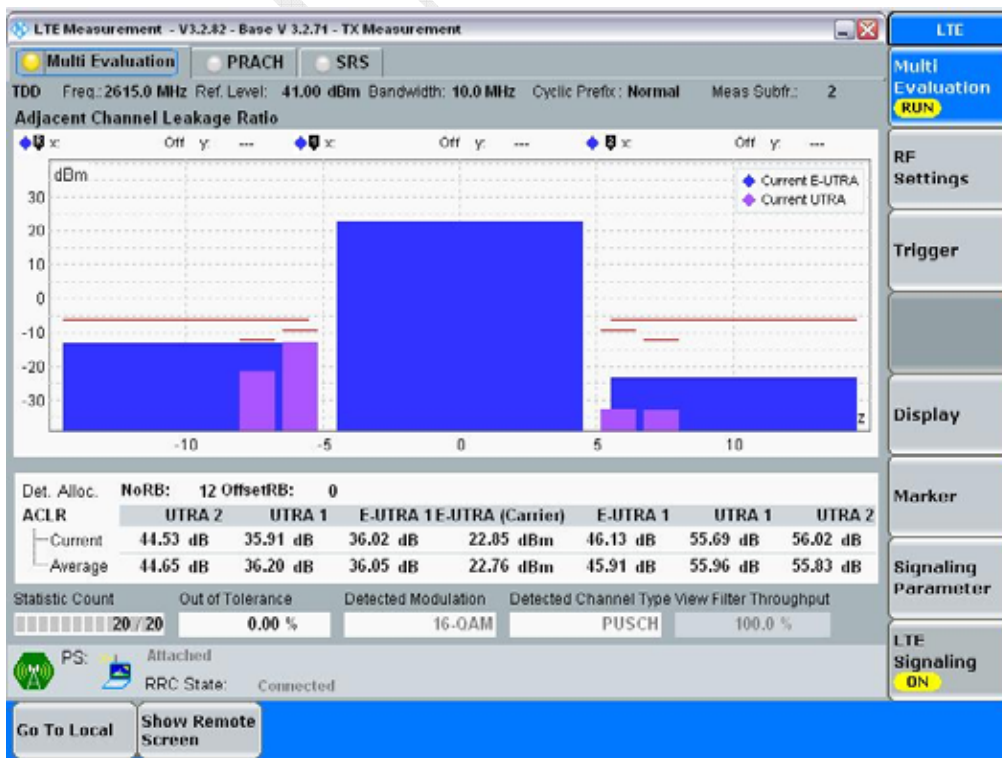 LTE Measurement - V3.2.82 - Base V 3.2.71 - TX Measurement
LTE
Multi Evaluation PRACH SRS
Multi Evaluation RUN
TDD Freq.: 2615.0 MHz Ref. Level: 41.00 dBm Bandwidth: 10.0 MHz Cyclic Prefix: Normal Meas Subfr.: 2
Adjacent Channel Leakage Ratio
x: Off y: --- x: Off y: --- x: Off y: ---
dBm
Current E-UTRA
Current UTRA
30
20
10
0
-10
-20
-30
z
-10 -5 0 5 10
RF Settings
Trigger
Display
Marker
Signaling Parameter
LTE Signaling ON
Det. Alloc. NoRB: 12 OffsetRB: 0
ACLR UTRA 2 UTRA 1 E-UTRA 1 E-UTRA (Carrier) E-UTRA 1 UTRA 1 UTRA 2
Current 44.53 dB 35.91 dB 36.02 dB 22.85 dBm 46.13 dB 55.69 dB 56.02 dB
Average 44.65 dB 36.20 dB 36.05 dB 22.76 dBm 45.91 dB 55.96 dB 55.83 dB
Statistic Count Out of Tolerance Detected Modulation Detected Channel Type View Filter Throughput
20 / 20 0.00 % 16-QAM PUSCH 100.0 %
PS: Attached
RRC State: Connected
Go To Local
Show Remote Screen